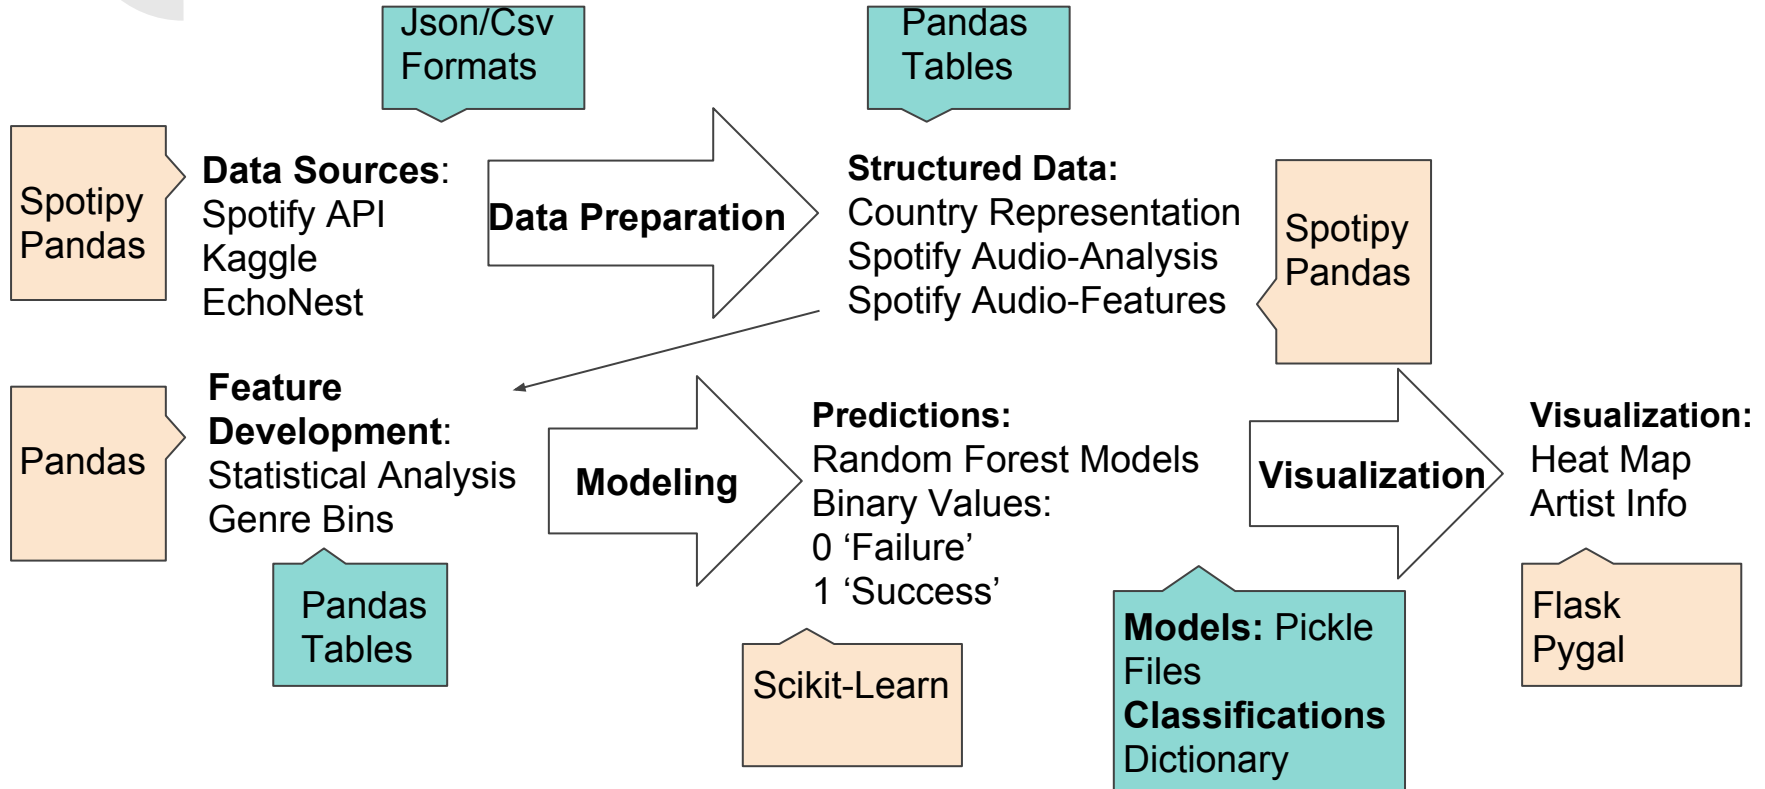 Json/Csv
Formats
Pandas
Tables
Spotipy
Pandas
Data Sources:
Spotify API
Kaggle
EchoNest
Data Preparation
Structured Data:
Country Representation
Spotify Audio-Analysis
Spotify Audio-Features
Spotipy
Pandas
Pandas
Feature
Development:
Statistical Analysis
Genre Bins
Pandas
Tables
Modeling
Predictions:
Random Forest Models
Binary Values:
0 ‘Failure’
1 ‘Success’
Scikit-Learn
Visualization
Models: Pickle
Files
Classifications
Dictionary
Visualization:
Heat Map
Artist Info
Flask
Pygal